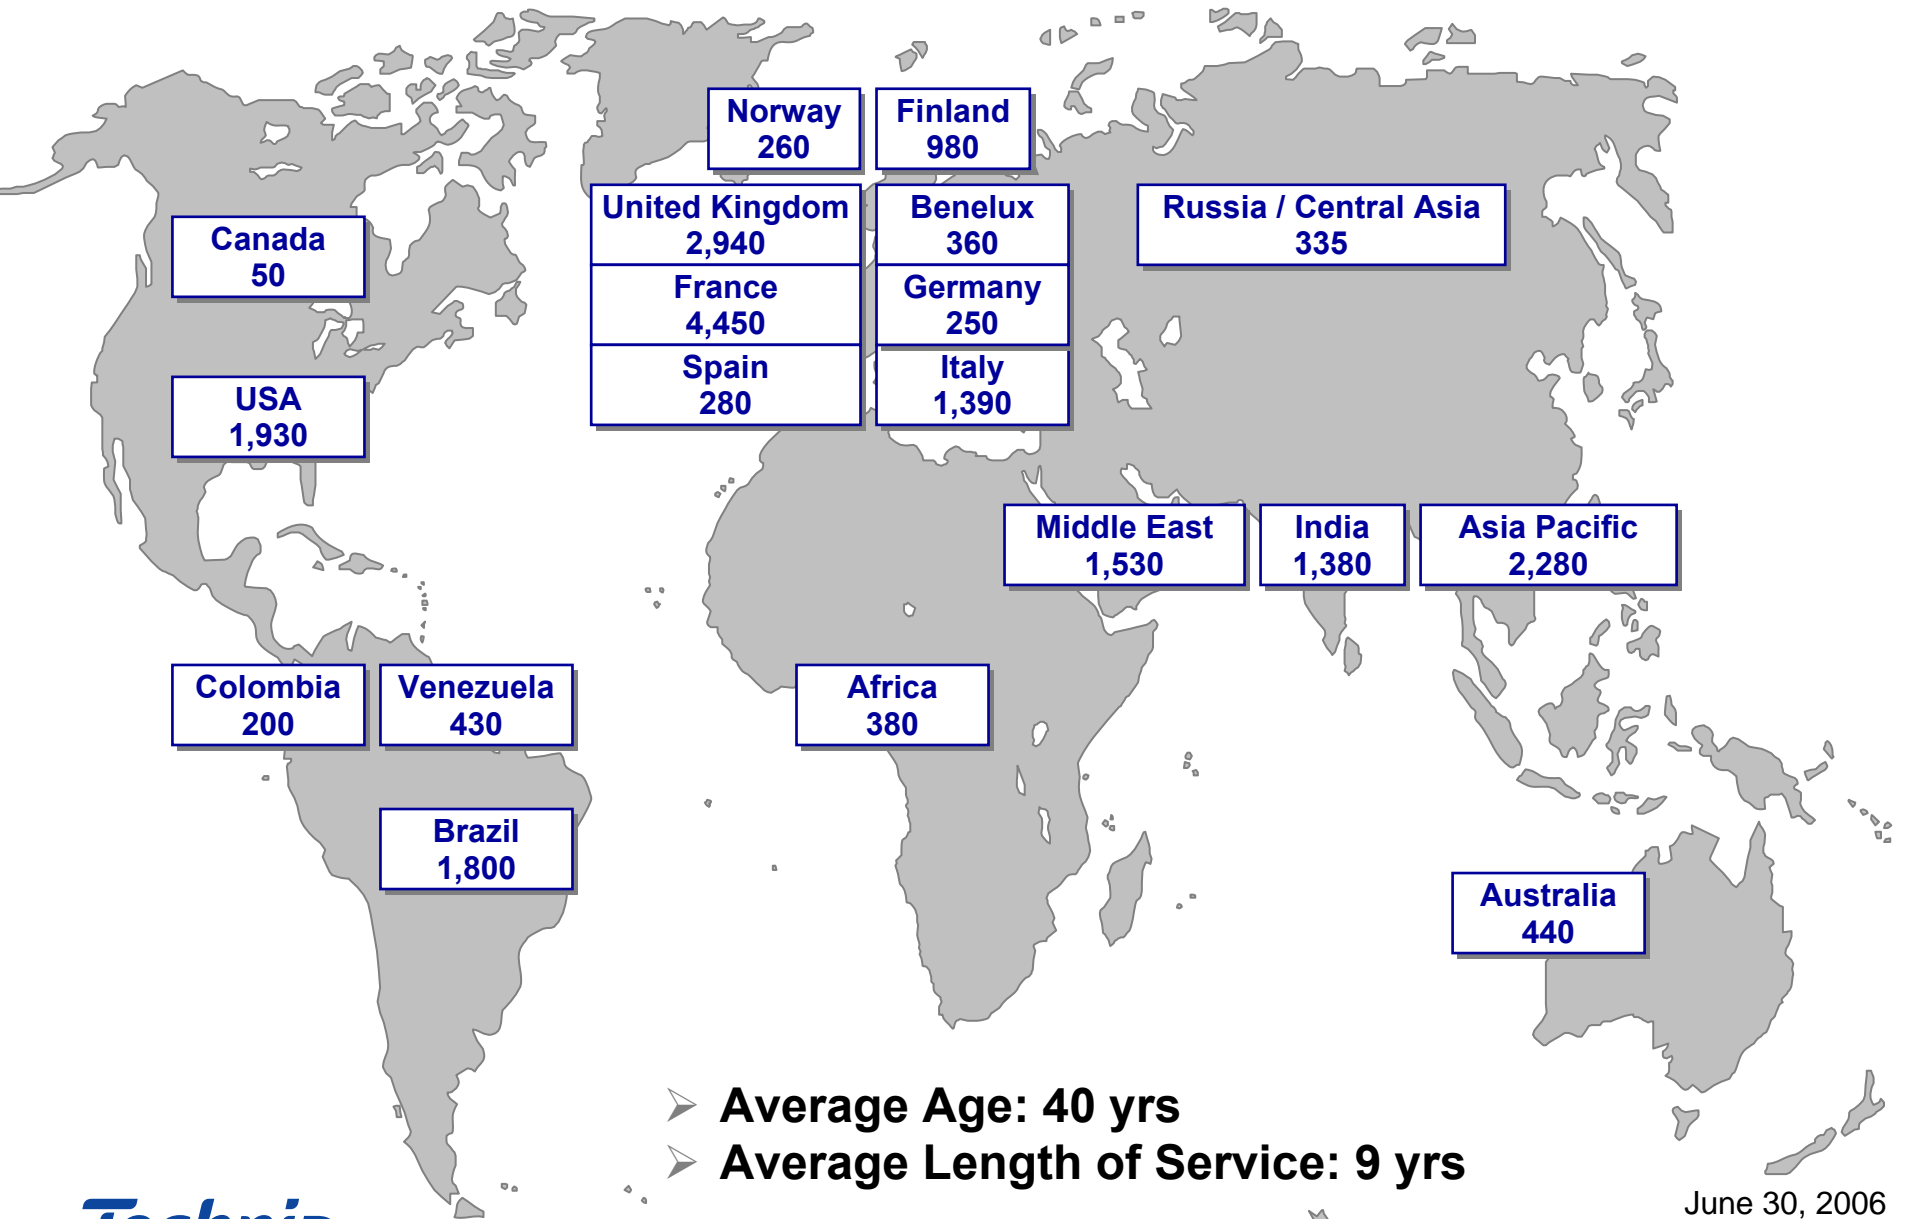 Norway
260
Finland
980
United Kingdom
2,940
Benelux
360
Russia / Central Asia
335
Canada
50
France
4,450
Germany
250
Spain
280
Italy
1,390
USA
1,930
Middle East
1,530
India
1,380
Asia Pacific
2,280
Colombia
200
Venezuela
430
Africa
380
Brazil
1,800
Australia
440
➢ Average Age: 40 yrs
➢ Average Length of Service: 9 yrs
June 30, 2006
Technip